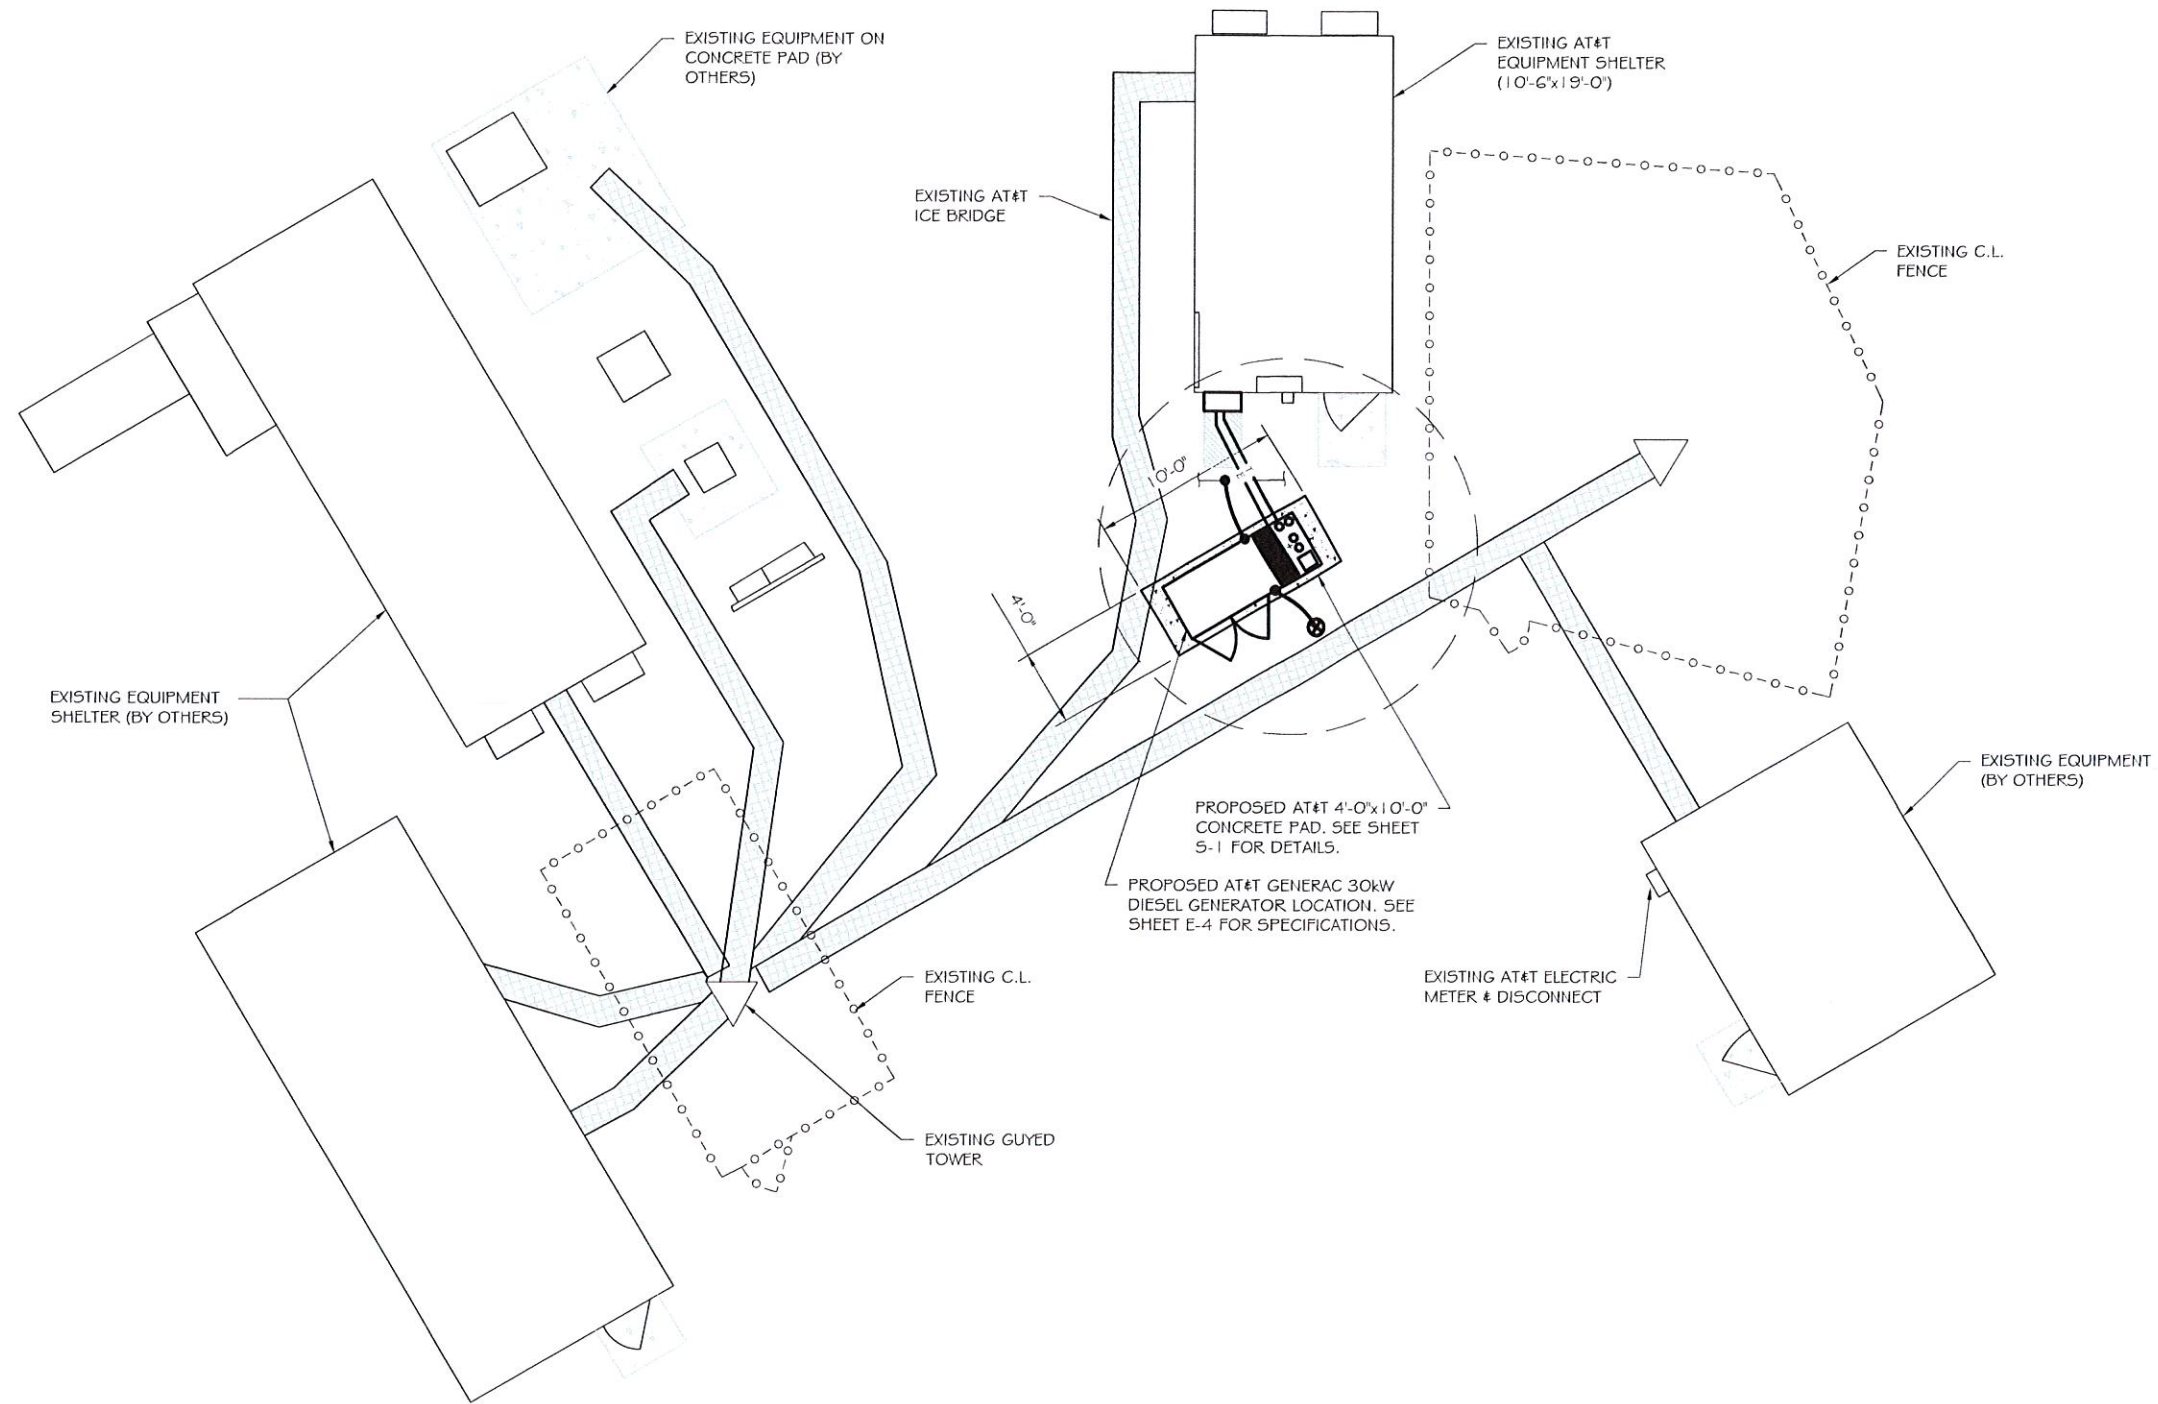 EXISTING EQUIPMENT ON
CONCRETE PAD (BY
OTHERS)
EXISTING AT&T
EQUIPMENT SHELTER
(10'-6"x19'-0")
EXISTING AT&T
ICE BRIDGE
EXISTING C.L.
FENCE
0'-0"
4'-0"
EXISTING EQUIPMENT
SHELTER (BY OTHERS)
EXISTING EQUIPMENT
(BY OTHERS)
PROPOSED AT&T 4'-0"x10'-0"
CONCRETE PAD. SEE SHEET
S-1 FOR DETAILS.
PROPOSED AT&T GENERAC 30kW
DIESEL GENERATOR LOCATION. SEE
SHEET E-4 FOR SPECIFICATIONS.
EXISTING C.L.
FENCE
EXISTING AT&T ELECTRIC
METER & DISCONNECT
EXISTING GUYED
TOWER